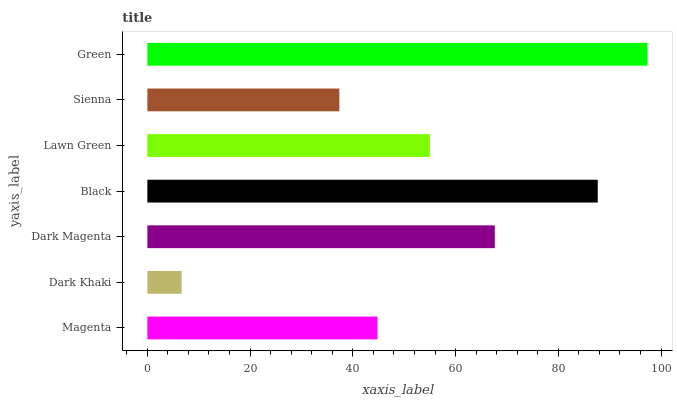 title
Green
Sienna
Lawn Green
Black
Dark Magenta
Dark Khaki
Magenta
yaxis_label
0 20 40 60 80 100
xaxis_label